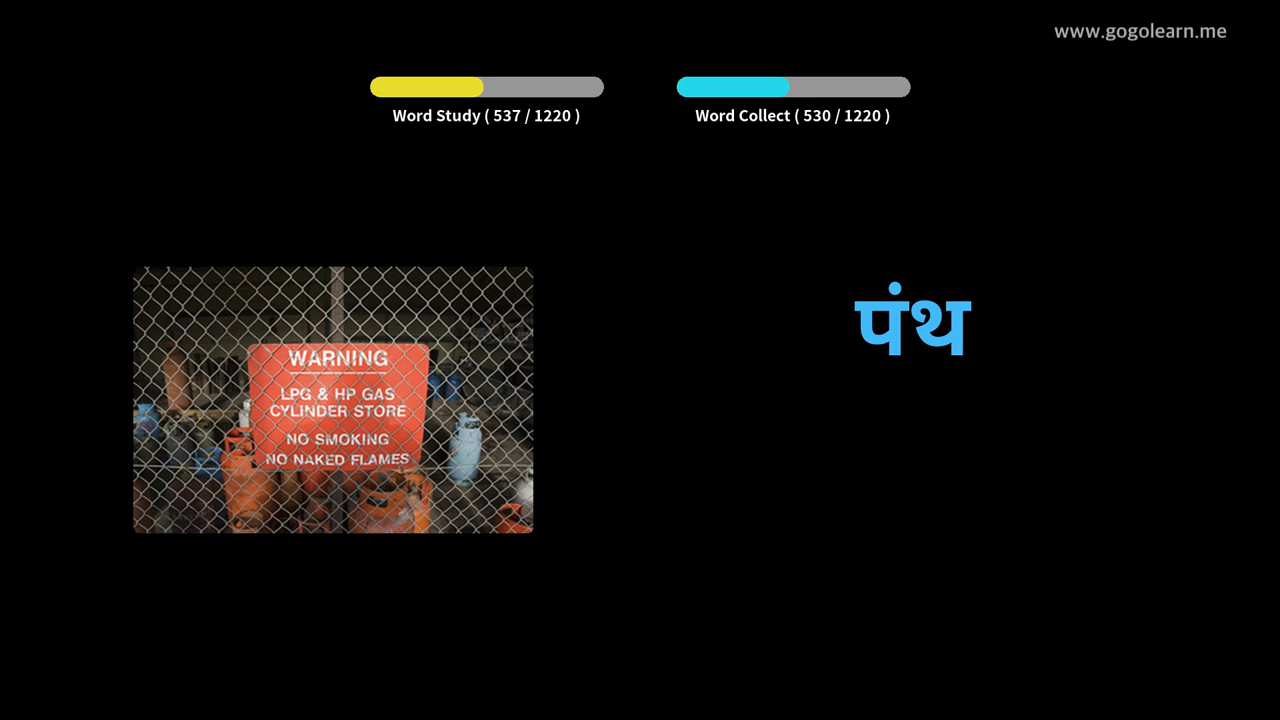 www.gogolearn.me
Word Study ( 537 / 1220 )
Word Collect ( 530 / 1220 )
WARNING
LPG & HP GAS
CYLINDER STORE
NO SMOKING
NO NAKED FLAMES
पंथ